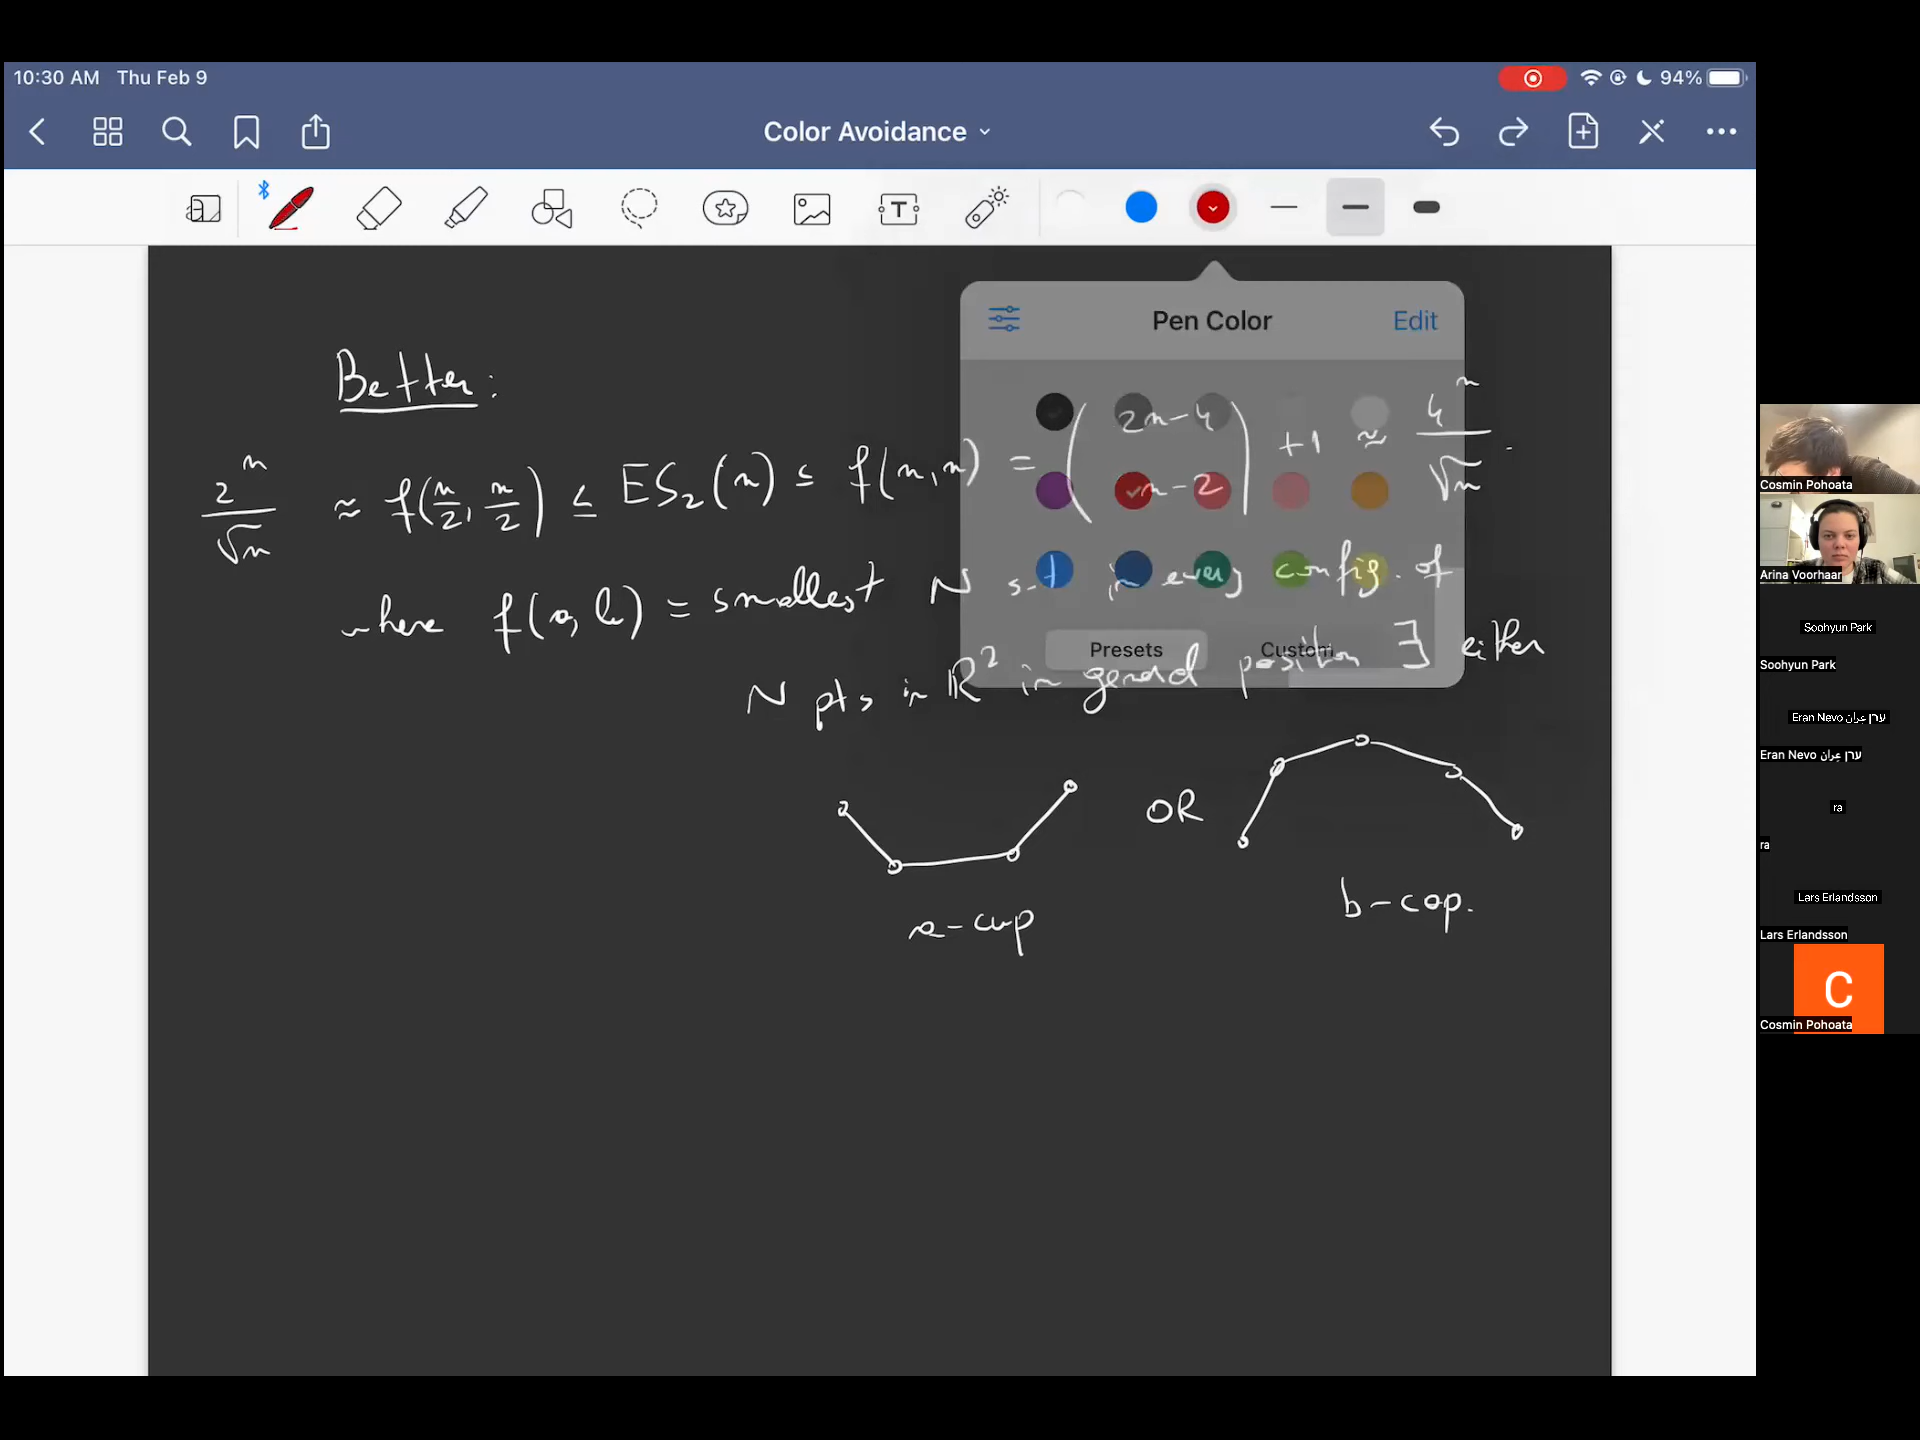 10:30 AM Thu Feb 9
94%
Color Avoidance
Pen Color
Edit
Better:
2^n / √n ≈ f(n/2, n/2) ≤ ES₂(n) ≤ f(n,n) = (2n-4 n-2) +1 ≈ 4^n / √n .
where f(a, b) = smallest N s.t in every config. of
Presets
Custom
N pts in ℝ² in general position ∃ either
OR
a-cup
b-cap.
Cosmin Pohoata
Arina Voorhaar
Soohyun Park
Soohyun Park
Eran Nevo ערן عران
Eran Nevo ערן عران
ra
ra
Lars Erlandsson
Lars Erlandsson
C
Cosmin Pohoata